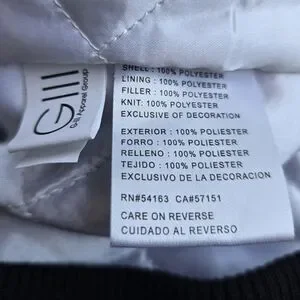 GIII
G-III Apparel Group
SHELL: 100% POLYESTER
LINING : 100% POLYESTER
FILLER : 100% POLYESTER
KNIT: 100% POLYESTER
EXCLUSIVE OF DECORATION
EXTERIOR : 100% POLIESTER
FORRO : 100% POLIESTER
RELLENO : 100% POLIESTER
TEJIDO : 100% POLIESTER
EXCLUSIVO DE LA DECORACION
RN#54163 CA#57151
CARE ON REVERSE
CUIDADO AL REVERSO